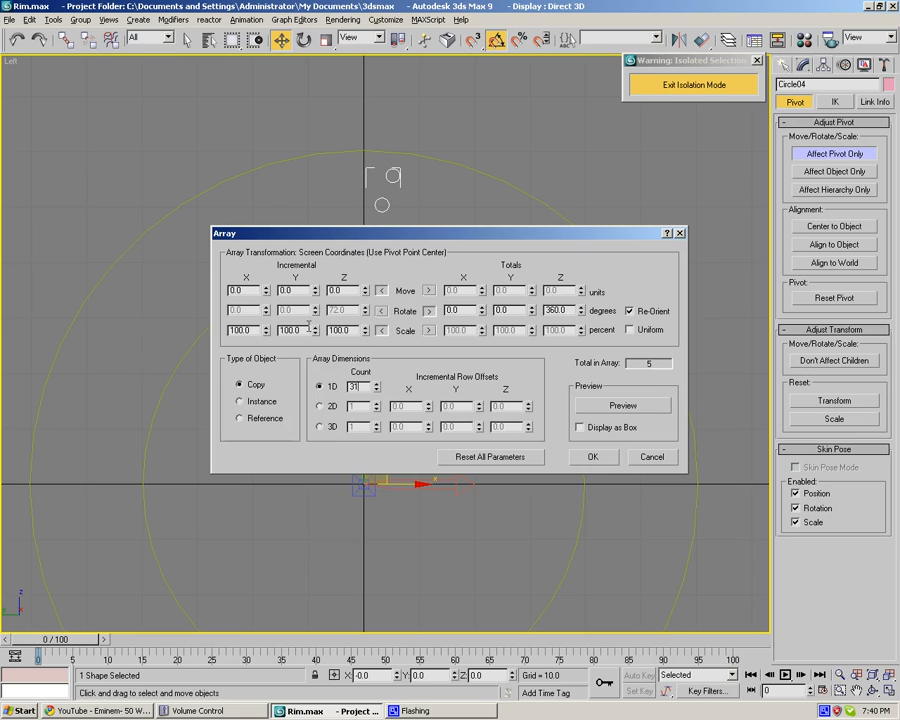 Rim.max - Project Folder: C:\Documents and Settings\Administrator\My Documents\3dsmax - Autodesk 3ds Max 9 - Display : Direct 3D
File Edit Tools Group Views Create Modifiers reactor Animation Graph Editors Rendering Customize MAXScript Help
All View View
Left
Warning: Isolated Selection
Exit Isolation Mode
Circle04
Pivot IK Link Info
- Adjust Pivot
Move/Rotate/Scale:
Affect Pivot Only
Affect Object Only
Affect Hierarchy Only
Alignment:
Center to Object
Align to Object
Align to World
Pivot:
Reset Pivot
- Adjust Transform
Move/Rotate/Scale:
Don't Affect Children
Reset:
Transform
Scale
- Skin Pose
Skin Pose Mode
Enabled:
Position
Rotation
Scale
Array
Array Transformation: Screen Coordinates (Use Pivot Point Center)
Incremental Totals
X Y Z X Y Z
0.0 0.0 0.0 < Move > 0.0 0.0 0.0 units
0.0 0.0 72.0 < Rotate > 0.0 0.0 360.0 degrees Re-Orient
100.0 100.0 100.0 < Scale > 100.0 100.0 100.0 percent Uniform
Type of Object
Copy
Instance
Reference
Array Dimensions
Count
Incremental Row Offsets
1D 31 X Y Z
2D 1 0.0 0.0 0.0
3D 1 0.0 0.0 0.0
Total in Array: 5
Preview
Preview
Display as Box
Reset All Parameters OK Cancel
x
z
0 / 100
0 5 10 15 20 25 30 35 40 45 50 55 60 65 70 75 80 85 90 95 100
1 Shape Selected X: -0.0 Y: 0.0 Z: 0.0 Grid = 10.0 Auto Key Selected
Click and drag to select and move objects Add Time Tag Set Key Key Filters... 0
Start YouTube - Eminem- 50 W... Volume Control Rim.max - Project ... Flashing 7:40 PM